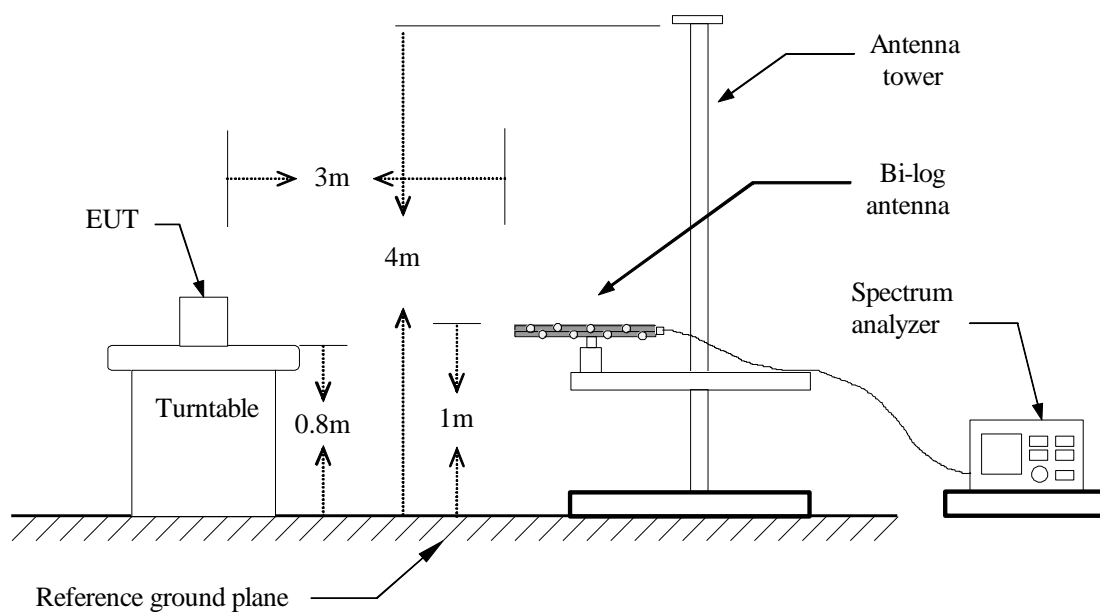 Antenna
tower
3m
Bi-log
antenna
EUT
4m
Spectrum
analyzer
Turntable
0.8m
1m
Reference ground plane